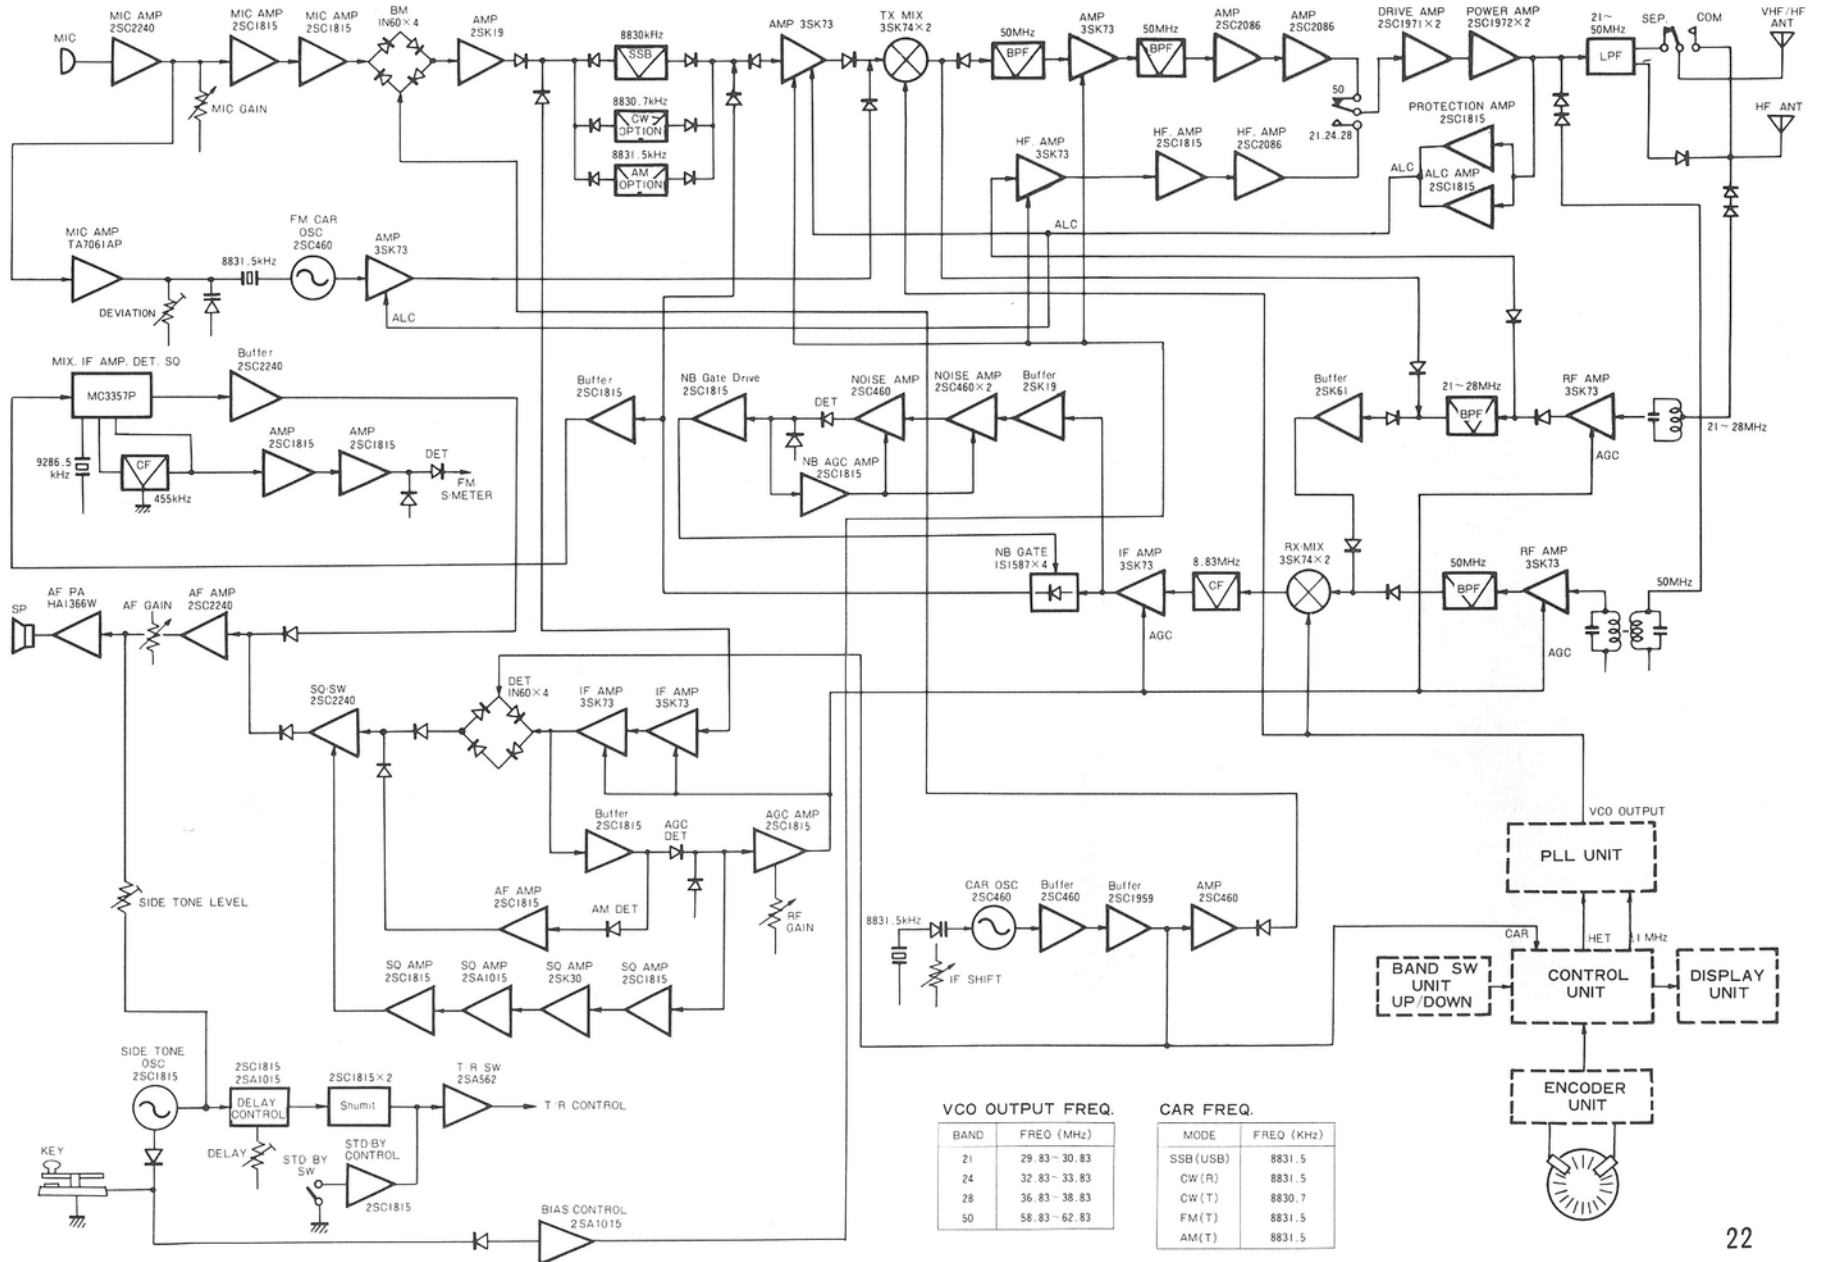 MIC
MIC AMP
2SC2240
MIC AMP
2SC1815
MIC AMP
2SC1815
BM
IN60×4
AMP
2SK19
8830kHz
SSB
8830.7kHz
CW
OPTION
8831.5kHz
AM
OPTION
AMP 3SK73
TX MIX
3SK74×2
50MHz
BPF
AMP
3SK73
50MHz
BPF
AMP
2SC2086
AMP
2SC2086
DRIVE AMP
2SC1971×2
POWER AMP
2SC1972×2
21~
50MHz
LPF
SEP.
COM
VHF/HF
ANT
HF ANT
MIC GAIN
50
21.24.28
PROTECTION AMP
2SC1815
ALC
ALC AMP
2SC1815
HF. AMP
3SK73
HF. AMP
2SC1815
HF. AMP
2SC2086
ALC
MIC AMP
TA7061AP
8831.5kHz
FM CAR
OSC
2SC460
AMP
3SK73
DEVIATION
ALC
MIX. IF AMP. DET. SQ
MC3357P
Buffer
2SC2240
9286.5
kHz
CF
455kHz
AMP
2SC1815
AMP
2SC1815
DET
FM
S-METER
Buffer
2SC1815
NB Gate Drive
2SC1815
DET
NOISE AMP
2SC460
NOISE AMP
2SC460×2
Buffer
2SK19
NB AGC AMP
2SC1815
Buffer
2SK61
21~28MHz
BPF
RF AMP
3SK73
AGC
21~28MHz
NB GATE
IS1587×4
IF AMP
3SK73
AGC
8.83MHz
CF
RX-MIX
3SK74×2
50MHz
BPF
RF AMP
3SK73
AGC
50MHz
SP
AF PA
HA1366W
AF GAIN
AF AMP
2SC2240
SQ·SW
2SC2240
DET
IN60×4
IF AMP
3SK73
IF AMP
3SK73
Buffer
2SC1815
AGC
DET
AGC AMP
2SC1815
AF AMP
2SC1815
AM DET
RF
GAIN
SIDE TONE LEVEL
SQ AMP
2SC1815
SQ AMP
2SA1015
SQ AMP
2SK30
SQ AMP
2SC1815
8831.5kHz
CAR OSC
2SC460
Buffer
2SC460
Buffer
2SC1959
AMP
2SC460
IF SHIFT
VCO OUTPUT
PLL UNIT
CAR
HET
1 MHz
BAND SW
UNIT
UP/DOWN
CONTROL
UNIT
DISPLAY
UNIT
ENCODER
UNIT
SIDE TONE
OSC
2SC1815
2SC1815
2SA1015
DELAY
CONTROL
2SC1815×2
Shumit
T/R SW
2SA562
T/R CONTROL
DELAY
STD BY
SW
STD·BY
CONTROL
2SC1815
KEY
BIAS CONTROL
2SA1015
VCO OUTPUT FREQ.
BAND FREQ (MHz)
21 29.83~30.83
24 32.83~33.83
28 36.83~38.83
50 58.83~62.83
CAR FREQ.
MODE FREQ (KHz)
SSB(USB) 8831.5
CW(R) 8831.5
CW(T) 8830.7
FM(T) 8831.5
AM(T) 8831.5
22